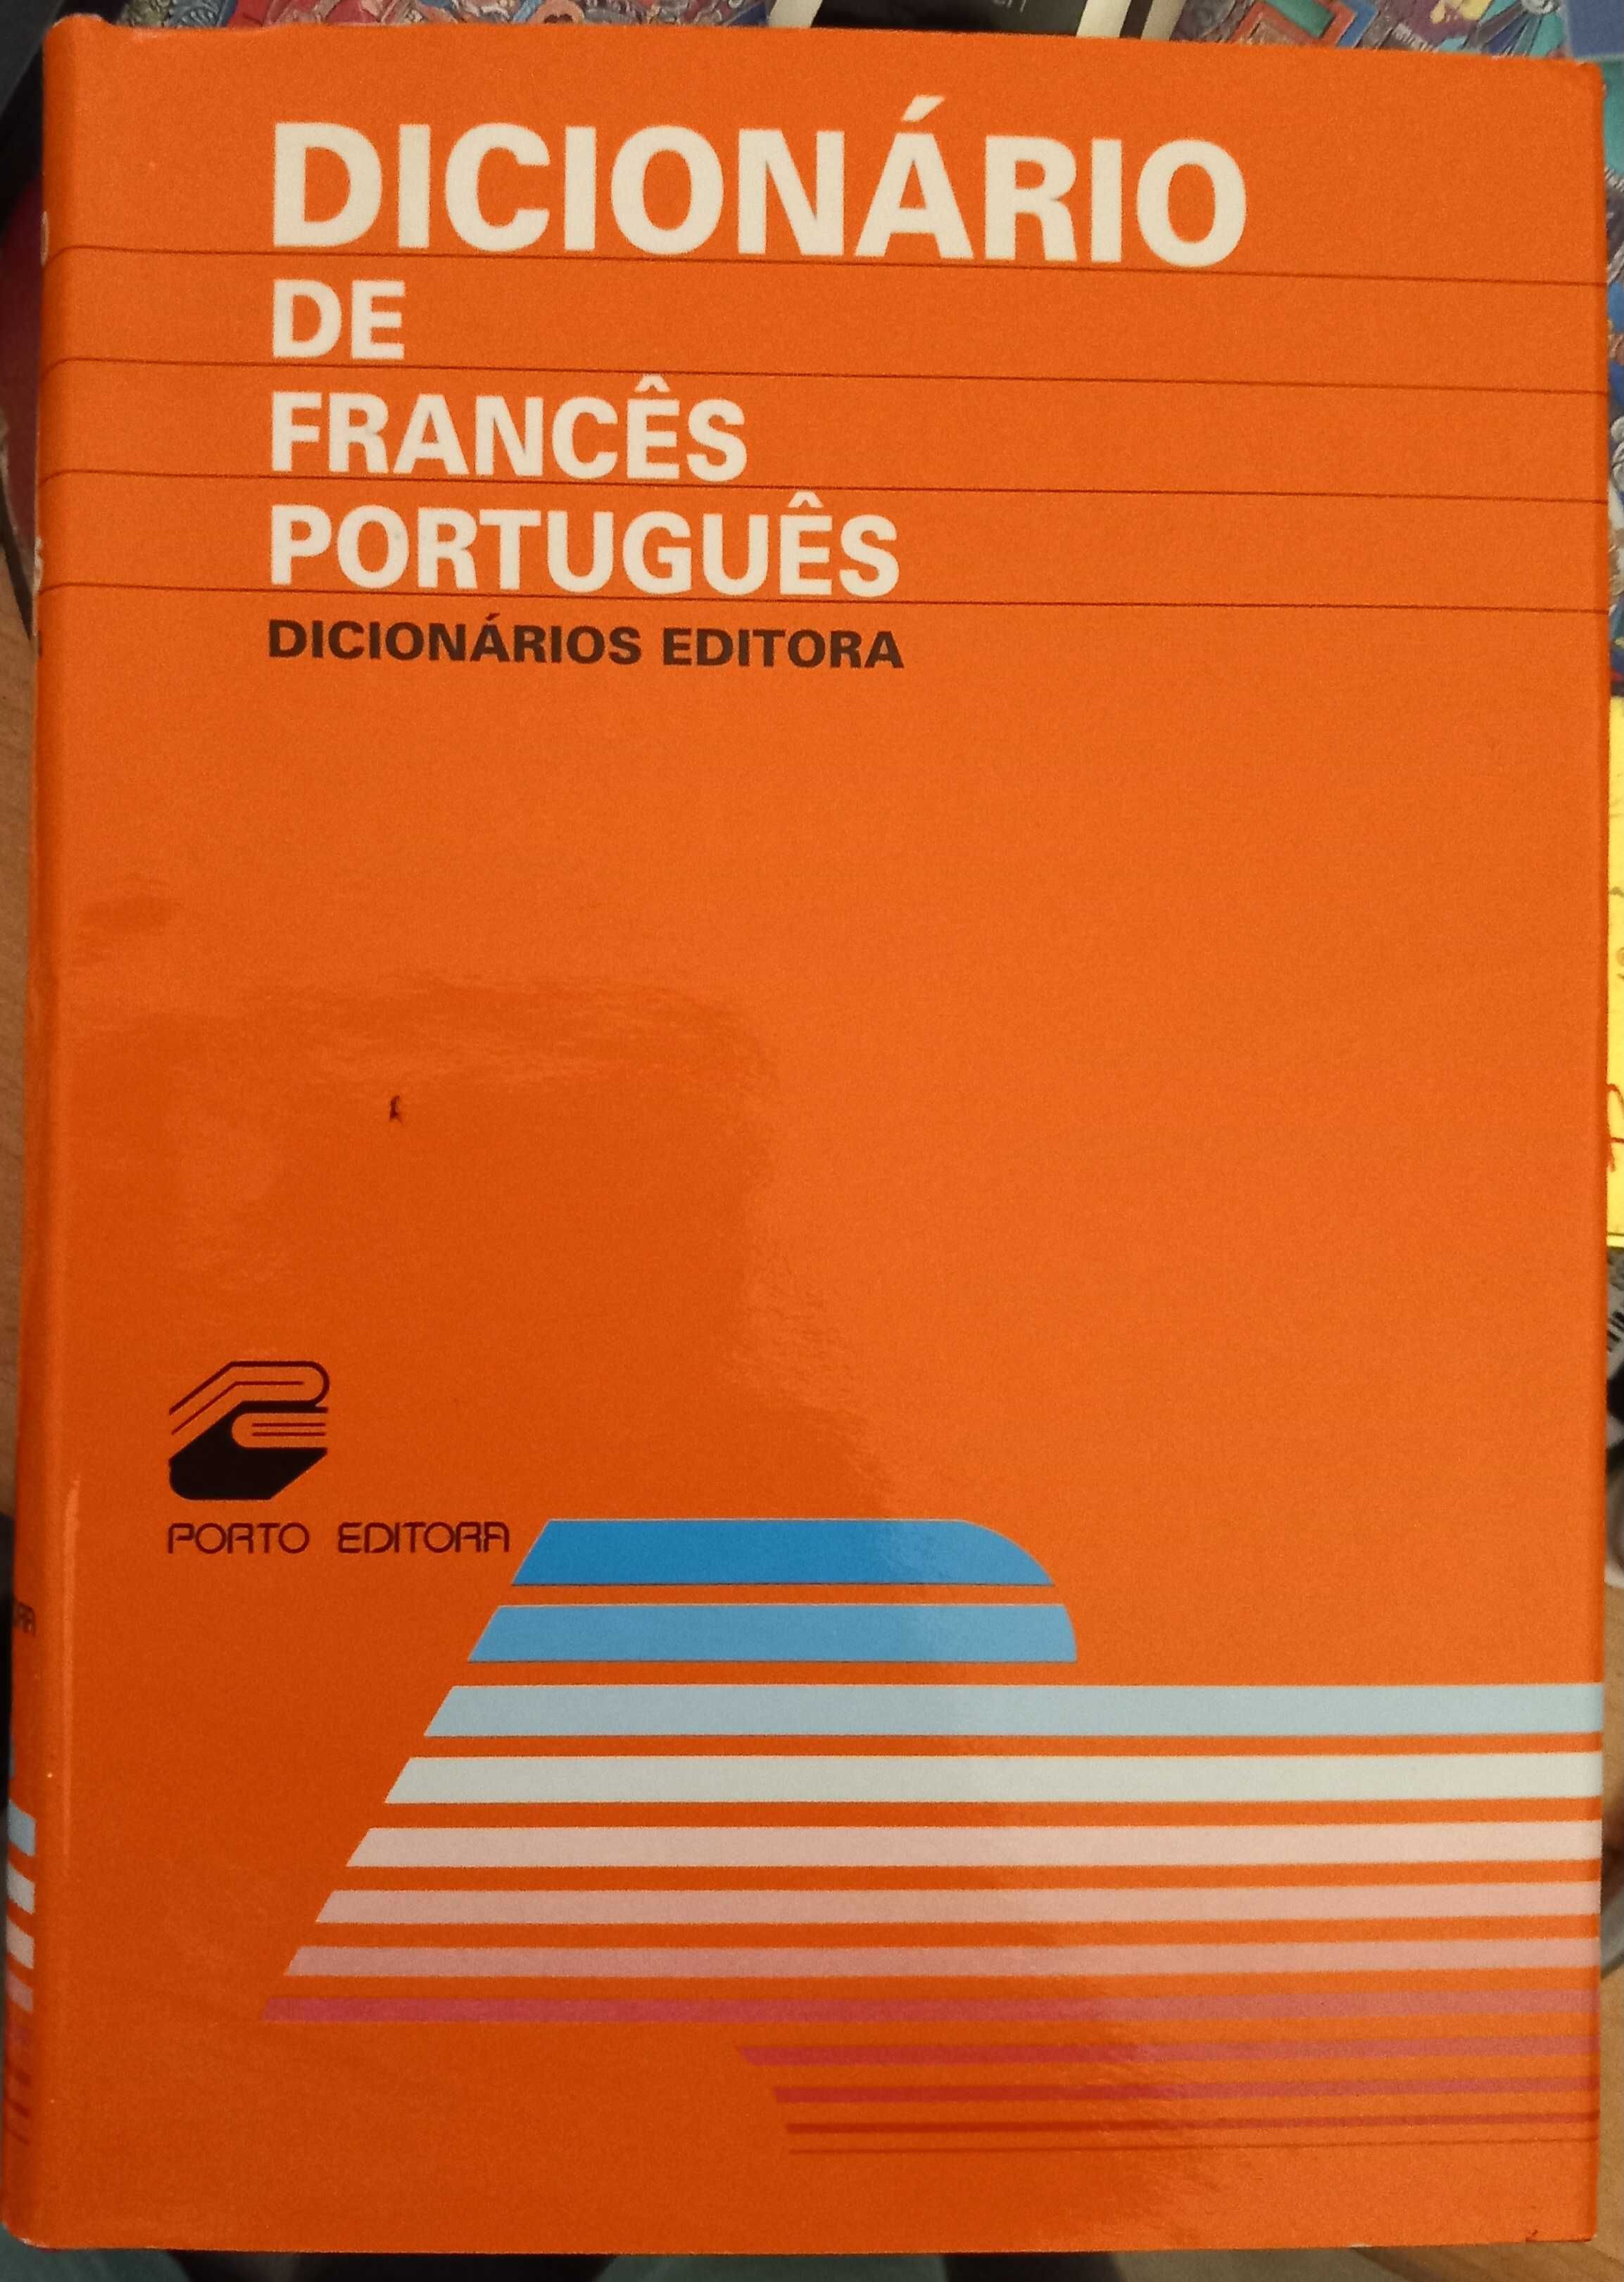 DICIONÁRIO
DE
FRANCÊS
PORTUGUÊS
DICIONÁRIOS EDITORA
PORTO EDITORA